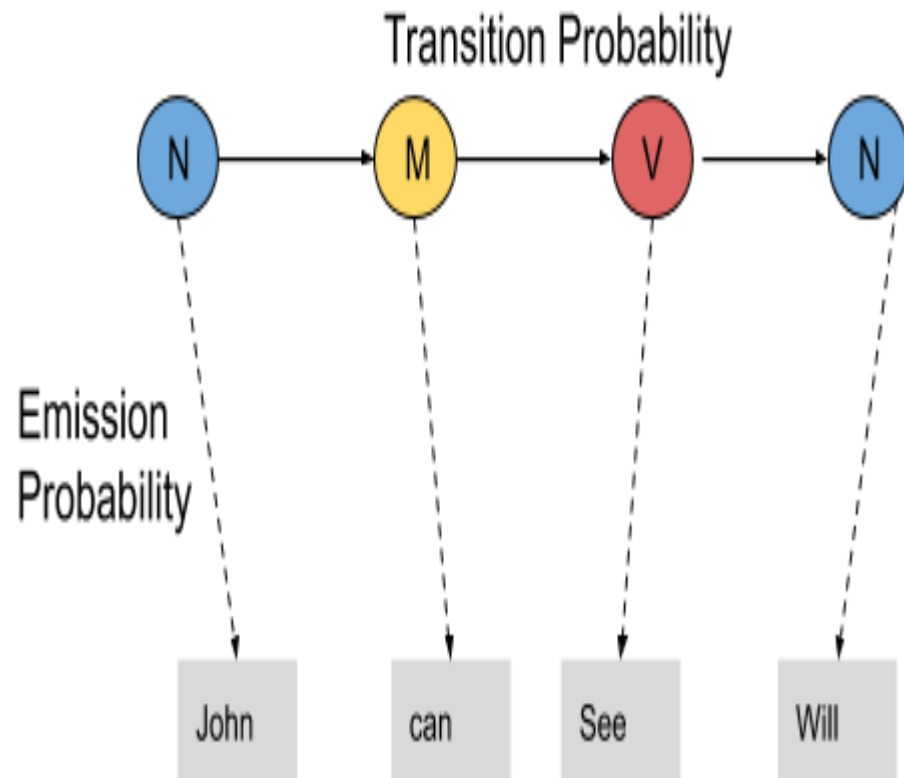 Transition Probability
N M V N
Emission
Probability
John can See Will